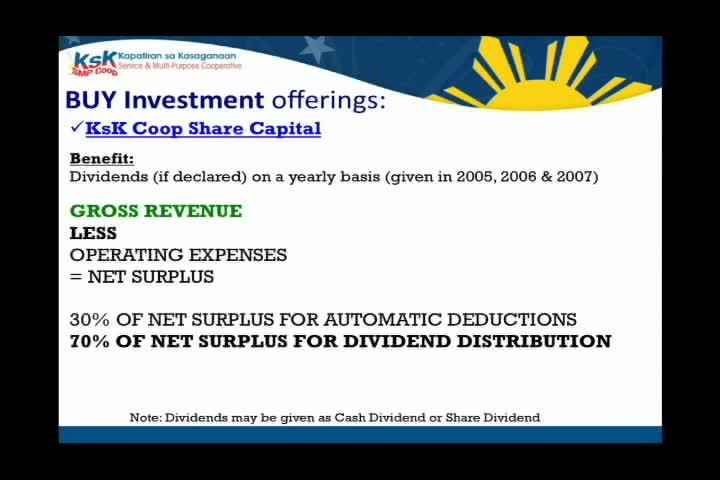 KsK
SMP COOP
Kapatiran sa Kasaganaan
Service & Multi-Purpose Cooperative
BUY Investment offerings:
✓KsK Coop Share Capital
Benefit:
Dividends (if declared) on a yearly basis (given in 2005, 2006 & 2007)
GROSS REVENUE
LESS
OPERATING EXPENSES
= NET SURPLUS
30% OF NET SURPLUS FOR AUTOMATIC DEDUCTIONS
70% OF NET SURPLUS FOR DIVIDEND DISTRIBUTION
Note: Dividends may be given as Cash Dividend or Share Dividend